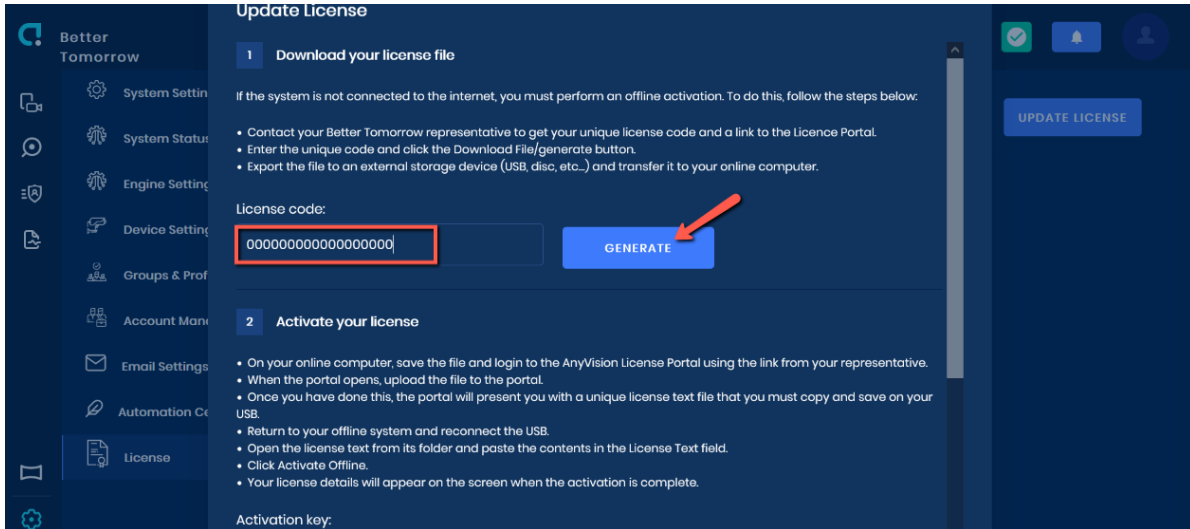 Update License
Better
Tomorrow
1 Download your license file
System Settin
If the system is not connected to the internet, you must perform an offline activation. To do this, follow the steps below:
UPDATE LICENSE
System Status
• Contact your Better Tomorrow representative to get your unique license code and a link to the Licence Portal.
• Enter the unique code and click the Download File/generate button.
• Export the file to an external storage device (USB, disc, etc...) and transfer it to your online computer.
Engine Setting
License code:
Device Setting
000000000000000000
GENERATE
Groups & Prof
Account Mana
2 Activate your license
Email Settings
• On your online computer, save the file and login to the AnyVision License Portal using the link from your representative.
• When the portal opens, upload the file to the portal.
• Once you have done this, the portal will present you with a unique license text file that you must copy and save on your
USB.
Automation Ce
• Return to your offline system and reconnect the USB.
• Open the license text from its folder and paste the contents in the License Text field.
License
• Click Activate Offline.
• Your license details will appear on the screen when the activation is complete.
Activation key: